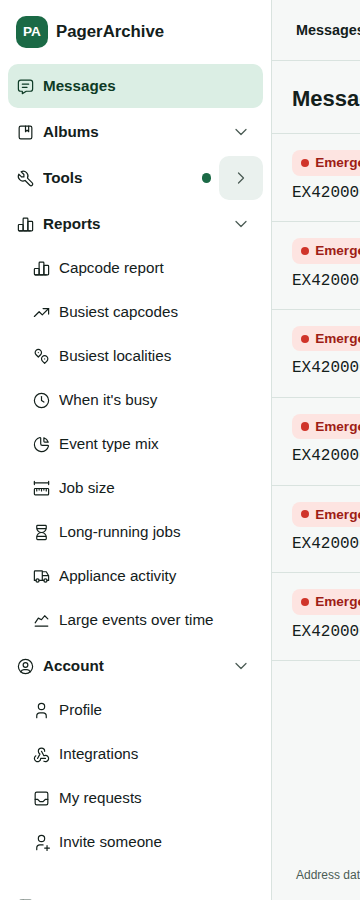 PA PagerArchive
Messages
Albums
Tools
Reports
Capcode report
Busiest capcodes
Busiest localities
When it's busy
Event type mix
Job size
Long-running jobs
Appliance activity
Large events over time
Account
Profile
Integrations
My requests
Invite someone
Messages
Messa
Emerge
EX42000
Emerge
EX42000
Emerge
EX42000
Emerge
EX42000
Emerge
EX42000
Emerge
EX42000
Address dat